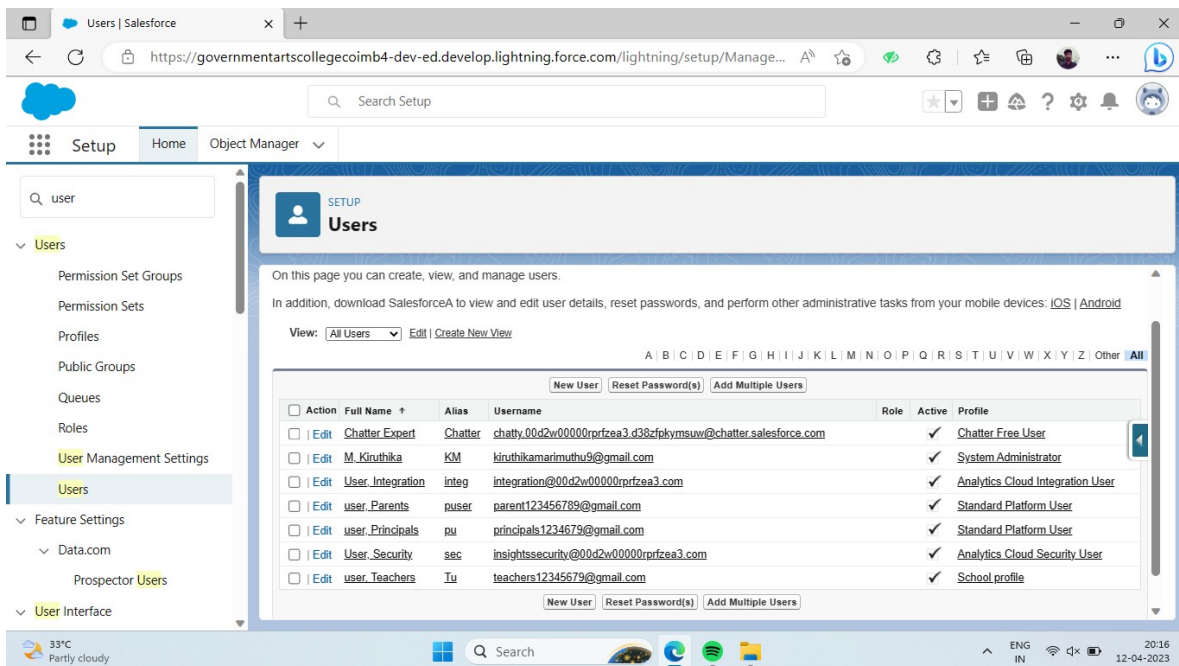 Users | Salesforce
https://governmentartscollegecoimb4-dev-ed.develop.lightning.force.com/lightning/setup/Manage...
Search Setup
Setup Home Object Manager
user
Users
Permission Set Groups
Permission Sets
Profiles
Public Groups
Queues
Roles
User Management Settings
Users
Feature Settings
Data.com
Prospector Users
User Interface
SETUP
Users
On this page you can create, view, and manage users.
In addition, download SalesforceA to view and edit user details, reset passwords, and perform other administrative tasks from your mobile devices: iOS | Android
View: All Users Edit | Create New View
A | B | C | D | E | F | G | H | I | J | K | L | M | N | O | P | Q | R | S | T | U | V | W | X | Y | Z | Other All
New User Reset Password(s) Add Multiple Users
Action Full Name ↑ Alias Username Role Active Profile
| Edit Chatter Expert Chatter chatty.00d2w00000rprfzea3.d38zfpkymsuw@chatter.salesforce.com Chatter Free User
| Edit M, Kiruthika KM kiruthikamarimuthu9@gmail.com System Administrator
| Edit User, Integration integ integration@00d2w00000rprfzea3.com Analytics Cloud Integration User
| Edit user, Parents puser parent123456789@gmail.com Standard Platform User
| Edit user, Principals pu principals1234679@gmail.com Standard Platform User
| Edit User, Security sec insightssecurity@00d2w00000rprfzea3.com Analytics Cloud Security User
| Edit user, Teachers Tu teachers12345679@gmail.com School profile
New User Reset Password(s) Add Multiple Users
33°C
Partly cloudy
Search
ENG
IN
20:16
12-04-2023